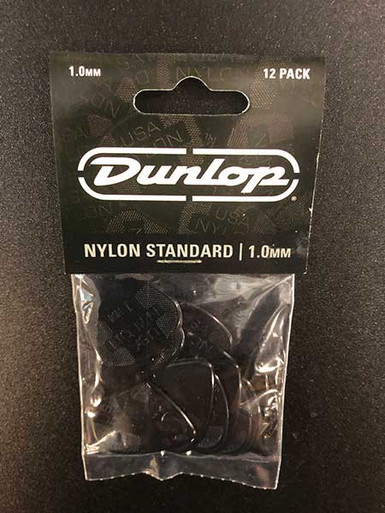 1.0MM 12 PACK
DUNLOP
NYLON STANDARD | 1.0MM